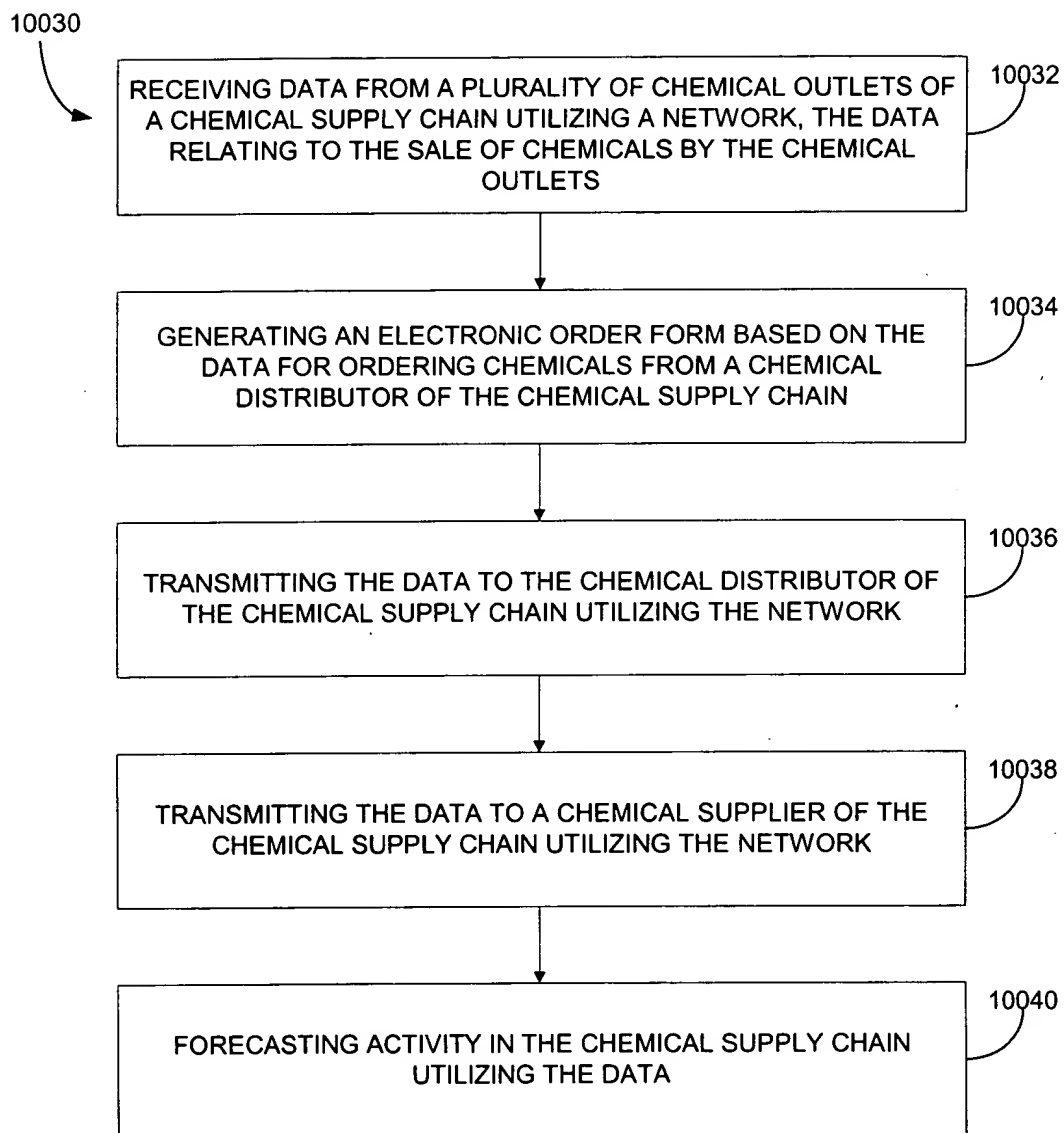 10030
RECEIVING DATA FROM A PLURALITY OF CHEMICAL OUTLETS OF
A CHEMICAL SUPPLY CHAIN UTILIZING A NETWORK, THE DATA
RELATING TO THE SALE OF CHEMICALS BY THE CHEMICAL
OUTLETS
10032
GENERATING AN ELECTRONIC ORDER FORM BASED ON THE
DATA FOR ORDERING CHEMICALS FROM A CHEMICAL
DISTRIBUTOR OF THE CHEMICAL SUPPLY CHAIN
10034
TRANSMITTING THE DATA TO THE CHEMICAL DISTRIBUTOR OF
THE CHEMICAL SUPPLY CHAIN UTILIZING THE NETWORK
10036
TRANSMITTING THE DATA TO A CHEMICAL SUPPLIER OF THE
CHEMICAL SUPPLY CHAIN UTILIZING THE NETWORK
10038
FORECASTING ACTIVITY IN THE CHEMICAL SUPPLY CHAIN
UTILIZING THE DATA
10040